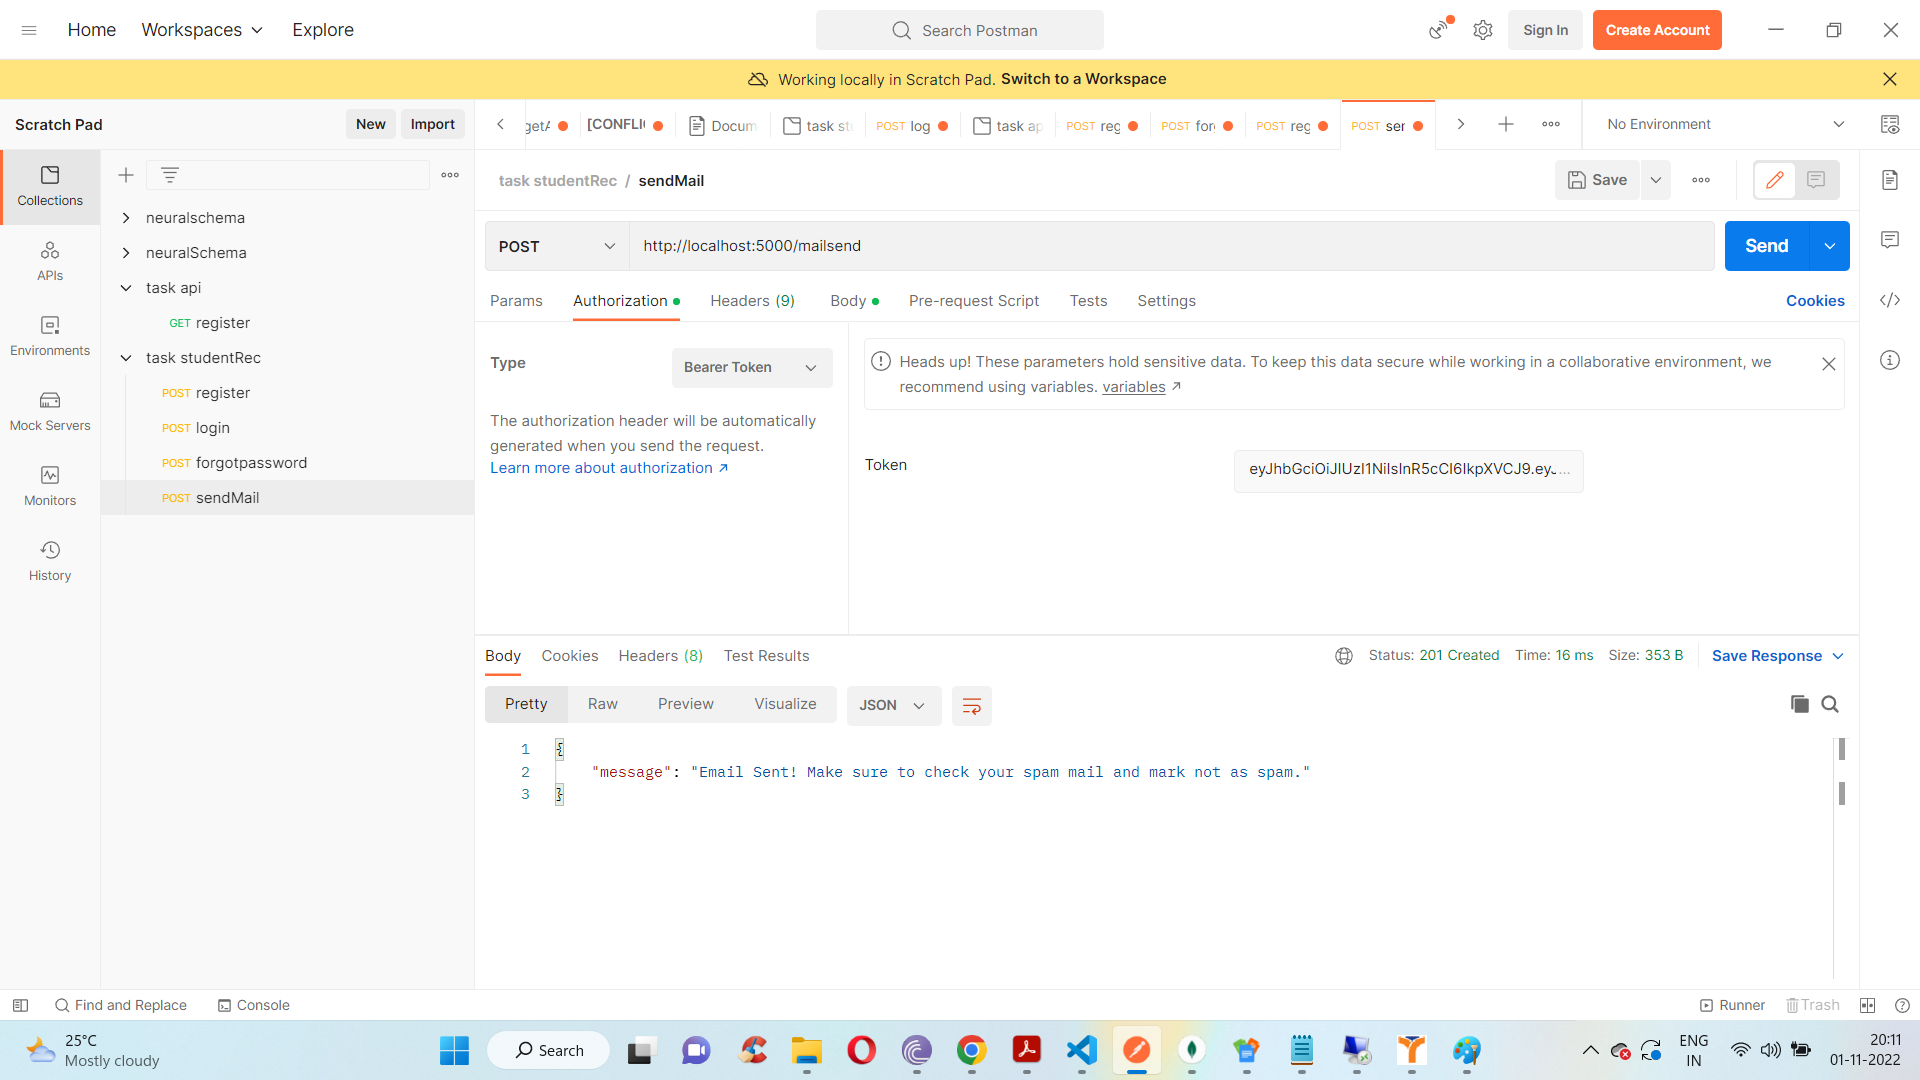 Home
Workspaces
Explore
Search Postman
Sign In
Create Account
Working locally in Scratch Pad. Switch to a Workspace
Scratch Pad
New
Import
getA
[CONFLI
Docum
task st
POST log
task ap
POST reg
POST for
POST reg
POST ser
No Environment
Collections
APIs
Environments
Mock Servers
Monitors
History
neuralschema
neuralSchema
task api
GET register
task studentRec
POST register
POST login
POST forgotpassword
POST sendMail
task studentRec / sendMail
Save
POST
http://localhost:5000/mailsend
Send
Params
Authorization
Headers (9)
Body
Pre-request Script
Tests
Settings
Cookies
Type
Bearer Token
The authorization header will be automatically
generated when you send the request.
Learn more about authorization ↗
Heads up! These parameters hold sensitive data. To keep this data secure while working in a collaborative environment, we
recommend using variables. variables ↗
Token
Body
Cookies
Headers (8)
Test Results
Status: 201 Created
Time: 16 ms
Size: 353 B
Save Response
Pretty
Raw
Preview
Visualize
JSON
1 {
2 "message": "Email Sent! Make sure to check your spam mail and mark not as spam."
3 }
Find and Replace
Console
Runner
Trash
25°C
Mostly cloudy
Search
ENG
IN
20:11
01-11-2022